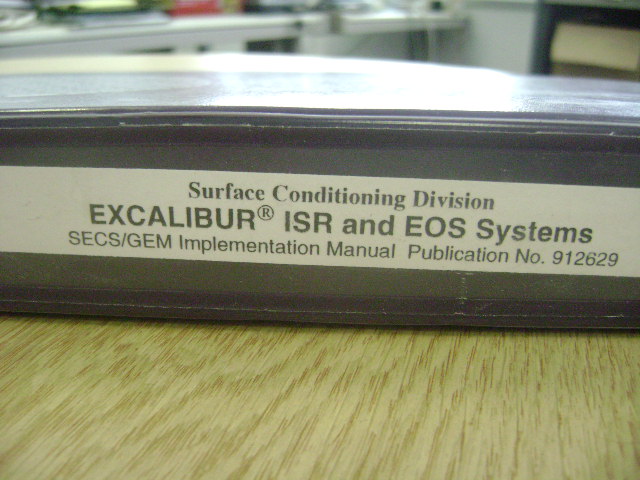 Surface Conditioning Division
EXCALIBUR® ISR and EOS Systems
SECS/GEM Implementation Manual Publication No. 912629